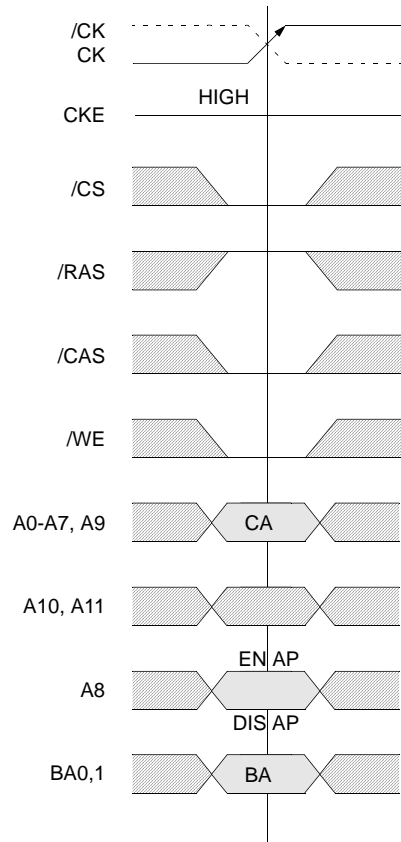 /CK
CK
HIGH
CKE
/CS
/RAS
/CAS
/WE
A0-A7, A9
CA
A10, A11
EN AP
A8
DIS AP
BA0,1
BA